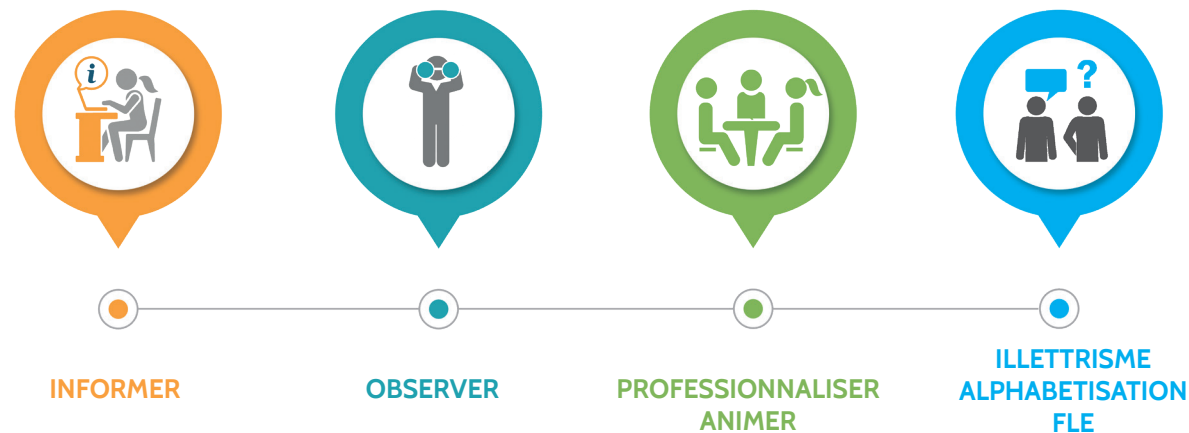 i
?
INFORMER
OBSERVER
PROFESSIONNALISER
ANIMER
ILLETTRISME
ALPHABETISATION
FLE